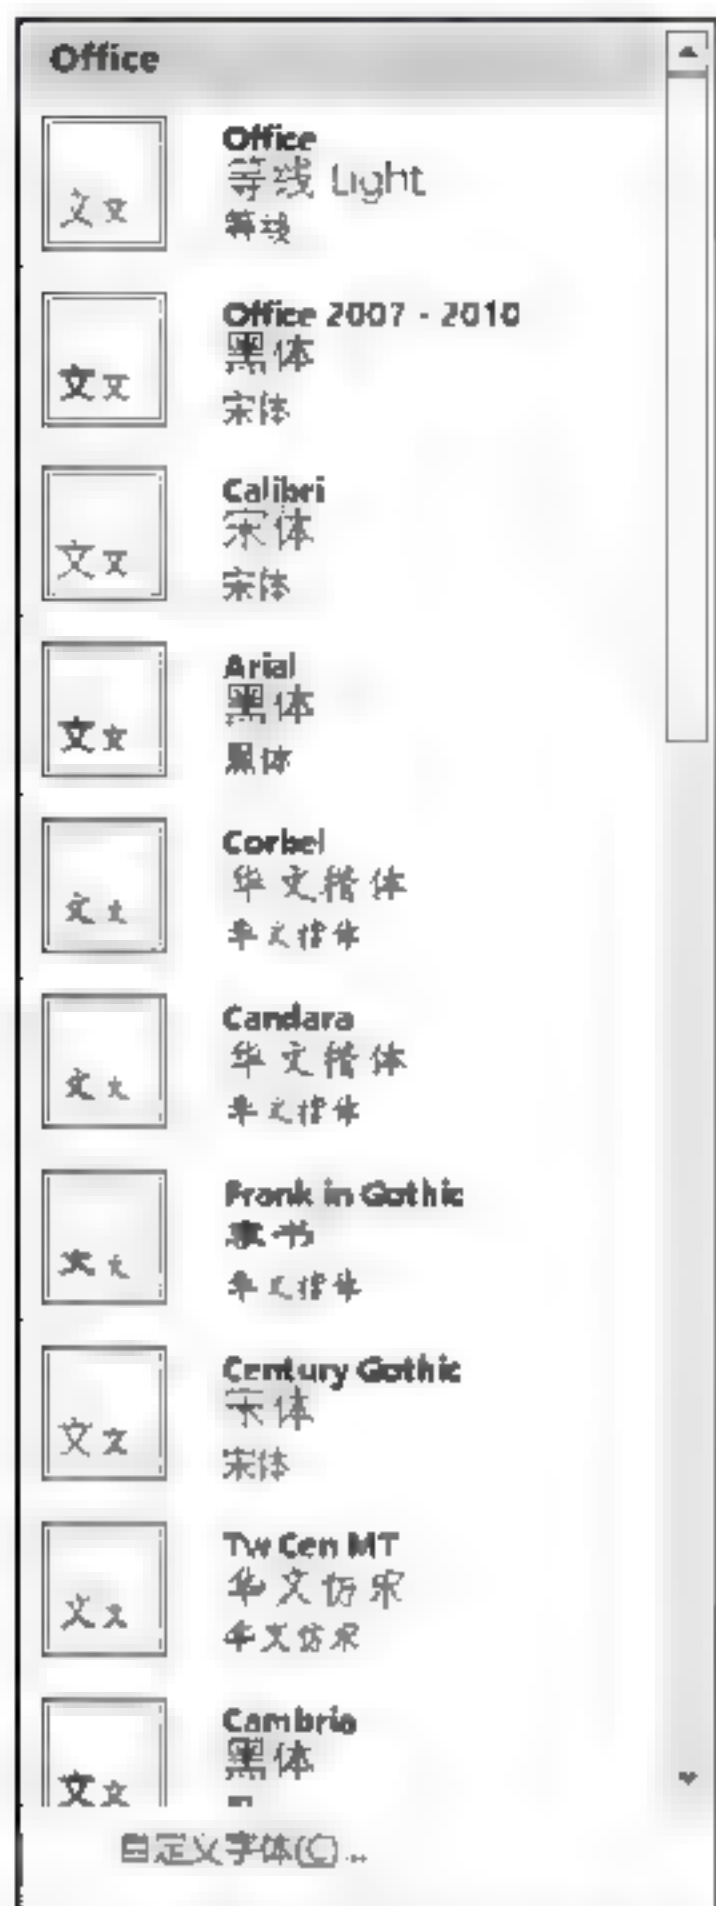 Office
Office
等线 Light
等线
文文
Office 2007 - 2010
黑体
宋体
文文
Calibri
宋体
宋体
文文
Arial
黑体
黑体
文文
Corbel
华文楷体
华文楷体
文文
Candara
华文楷体
华文楷体
文文
Franklin Gothic
隶书
华文楷体
文文
Century Gothic
宋体
宋体
文文
Tw Cen MT
华文仿宋
华文仿宋
文文
Cambria
黑体
文文
自定义字体(C)...